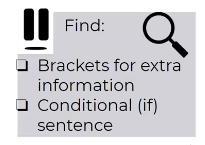 Find:
❑ Brackets for extra
information
❑ Conditional (if)
sentence